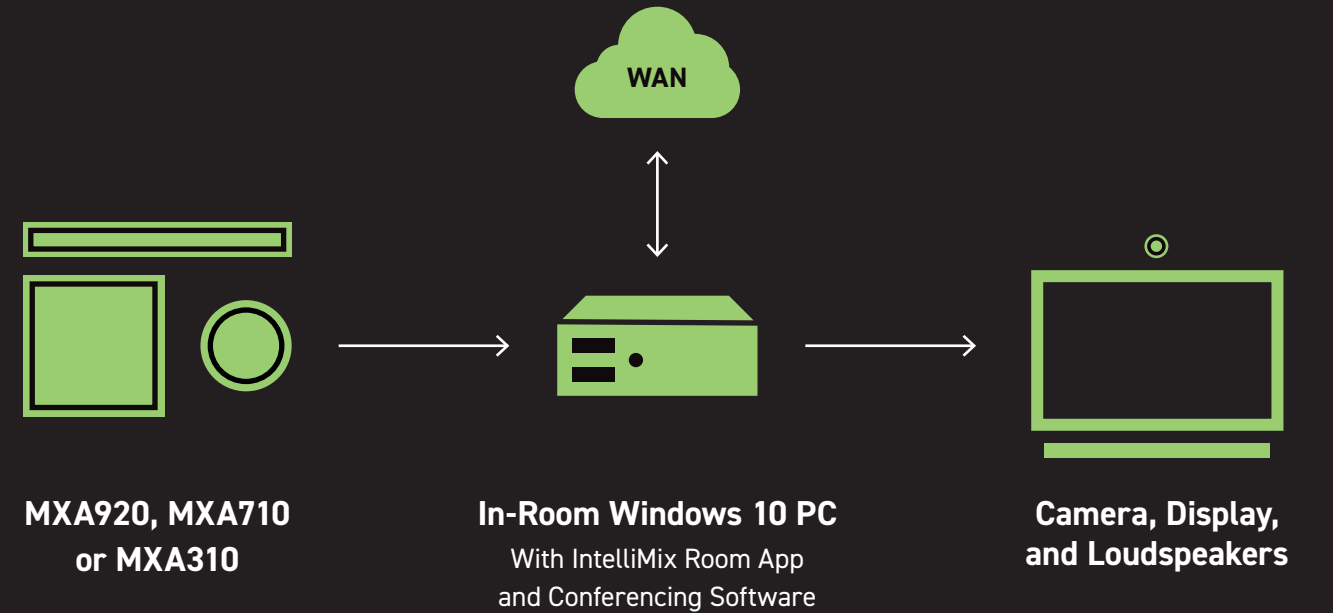 WAN
MXA920, MXA710
or MXA310
In-Room Windows 10 PC
With IntelliMix Room App
and Conferencing Software
Camera, Display,
and Loudspeakers